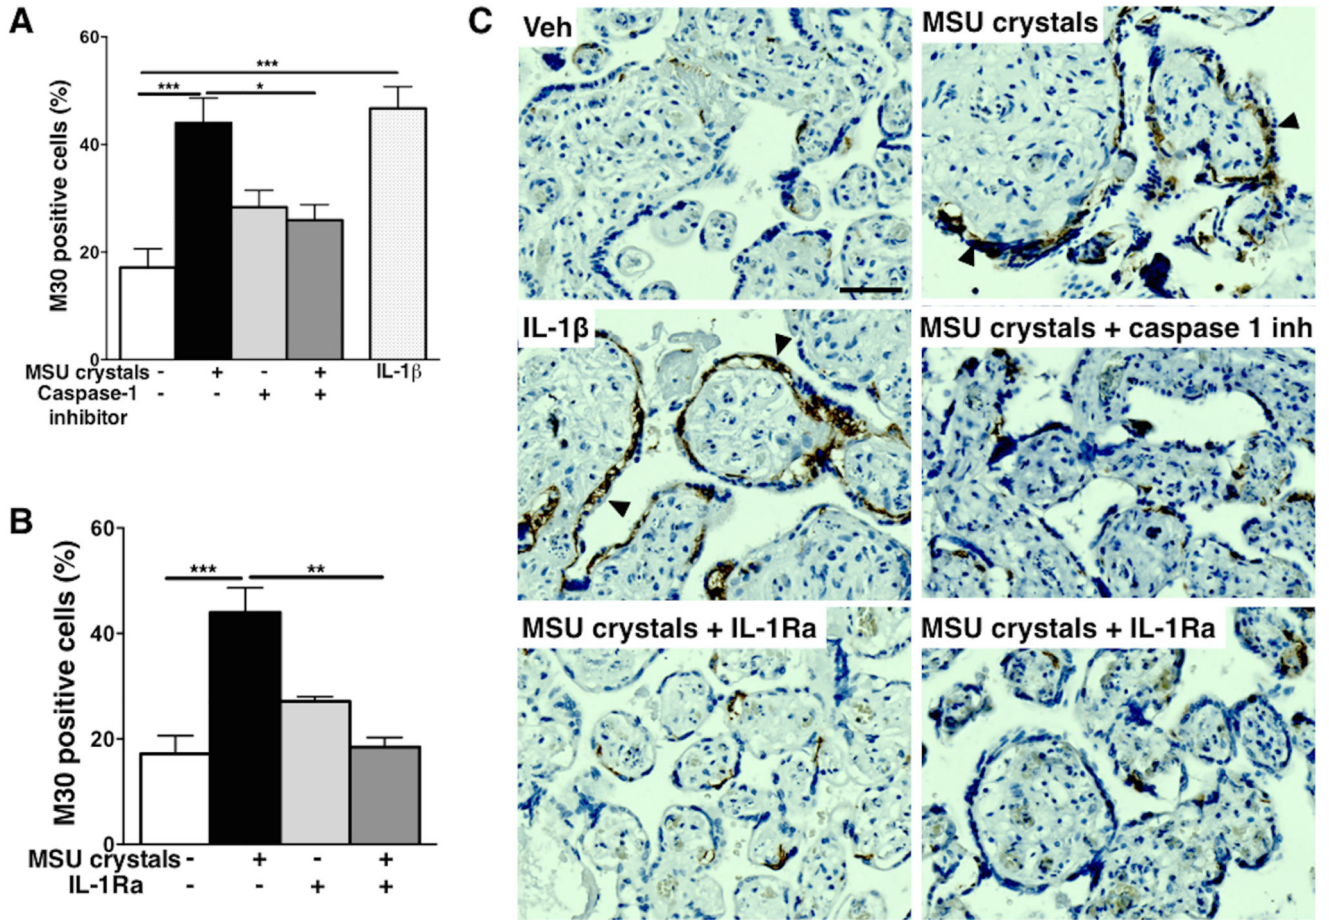 A
M30 positive cells (%)
60
40
20
0
***
***
*
MSU crystals - + - + IL-1β
Caspase-1 - - + +
inhibitor
B
M30 positive cells (%)
60
40
20
0
***
**
MSU crystals - + - +
IL-1Ra - - + +
C
Veh
MSU crystals
IL-1β
MSU crystals + caspase 1 inh
MSU crystals + IL-1Ra
MSU crystals + IL-1Ra